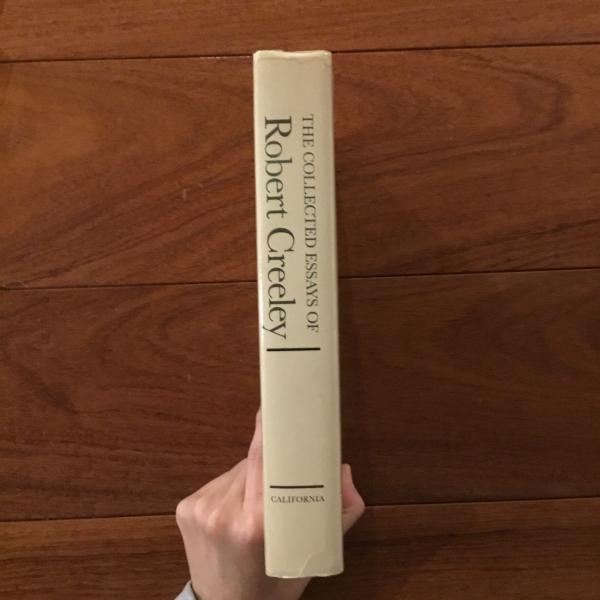 THE COLLECTED ESSAYS OF
Robert Creeley
CALIFORNIA